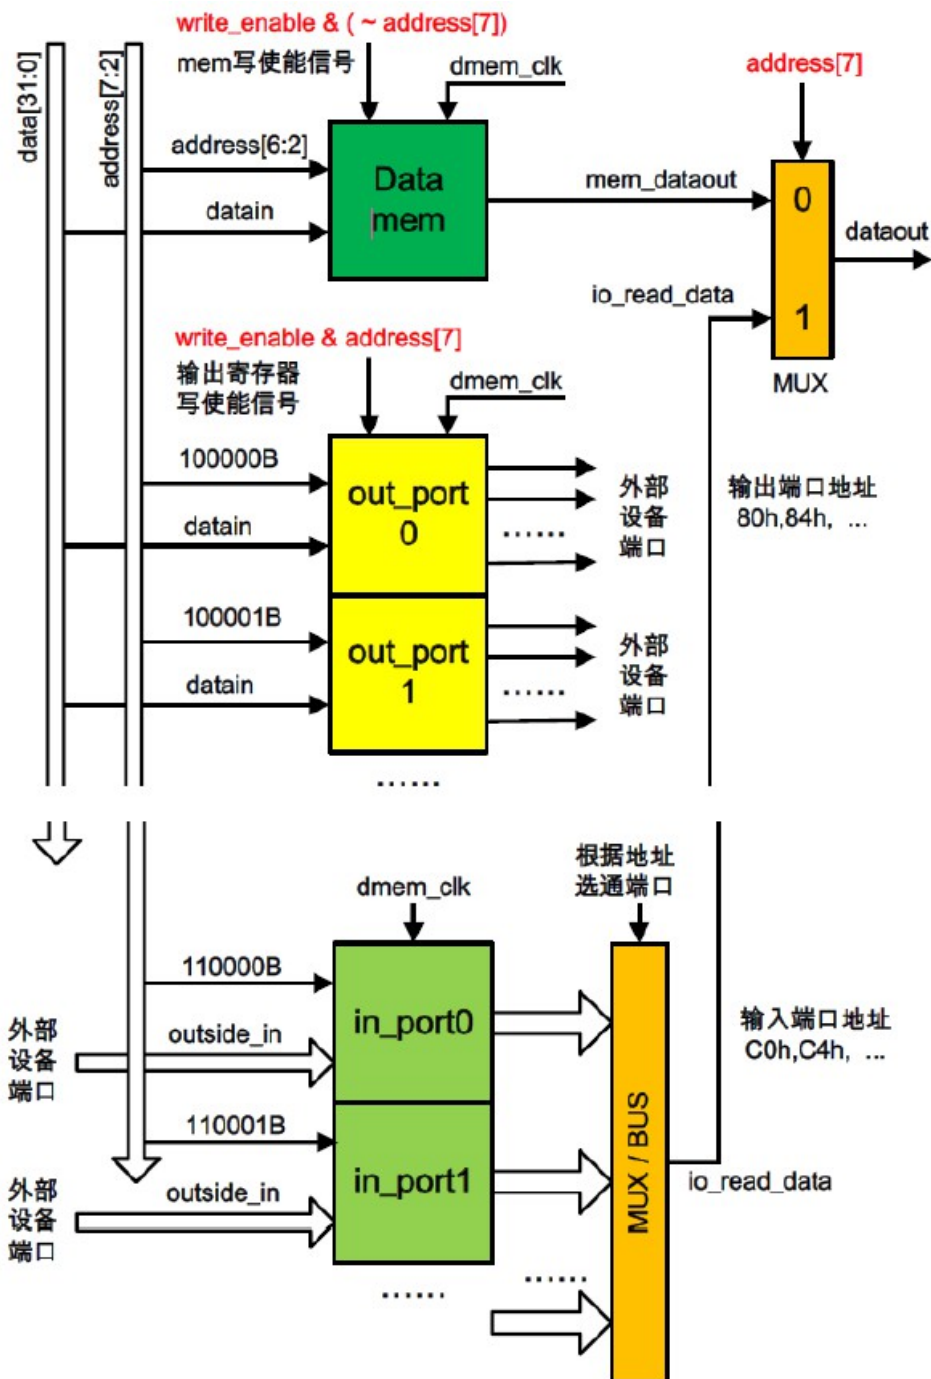 write_enable & ( ~ address[7])
mem写使能信号
dmem_clk
address[7]
data[31:0]
address[7:2]
address[6:2]
datain
Data
mem
mem_dataout
0
dataout
io_read_data
1
MUX
write_enable & address[7]
输出寄存器
写使能信号
dmem_clk
100000B
datain
out_port
0
......
外部
设备
端口
输出端口地址
80h,84h, ...
100001B
datain
out_port
1
......
外部
设备
端口
......
dmem_clk
根据地址
选通端口
110000B
外部
设备
端口
outside_in
in_port0
输入端口地址
C0h,C4h, ...
110001B
外部
设备
端口
outside_in
in_port1
MUX / BUS
io_read_data
......
......